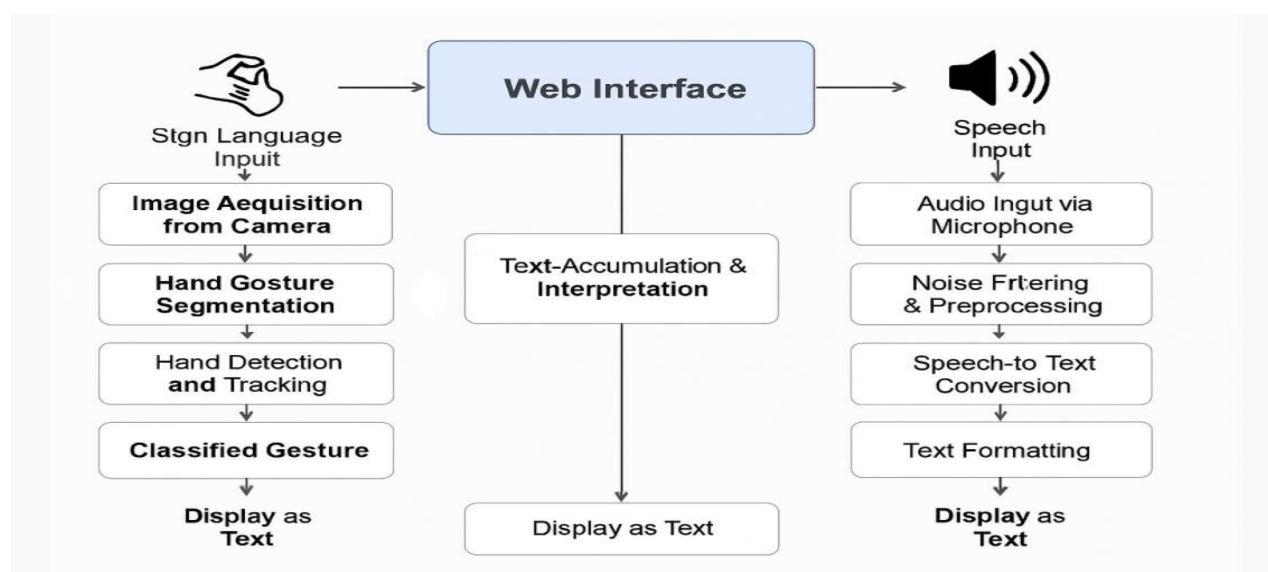 Web Interface
Stgn Language
Inpuit
Image Aequisition
from Camera
Hand Gosture
Segmentation
Hand Detection
and Tracking
Classified Gesture
Display as
Text
Text-Accumulation &
Interpretation
Display as Text
Speech
Input
Audio Ingut via
Microphone
Noise Frtering
& Preprocessing
Speech-to Text
Conversion
Text Formatting
Display as
Text